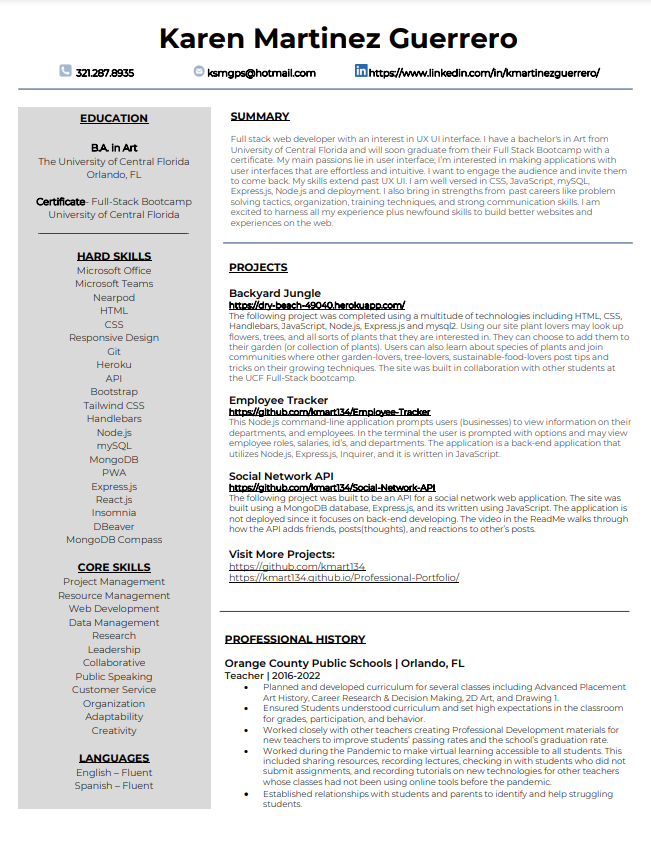 Karen Martinez Guerrero
321.287.8935
ksmgps@hotmail.com
https://www.linkedin.com/in/kmartinezguerrero/
EDUCATION
B.A. in Art
The University of Central Florida
Orlando, FL
Certificate- Full-Stack Bootcamp
University of Central Florida
HARD SKILLS
Microsoft Office
Microsoft Teams
Nearpod
HTML
CSS
Responsive Design
Git
Heroku
API
Bootstrap
Tailwind CSS
Handlebars
Node.js
mySQL
MongoDB
PWA
Express.js
React.js
Insomnia
DBeaver
MongoDB Compass
CORE SKILLS
Project Management
Resource Management
Web Development
Data Management
Research
Leadership
Collaborative
Public Speaking
Customer Service
Organization
Adaptability
Creativity
LANGUAGES
English – Fluent
Spanish – Fluent
SUMMARY
Full stack web developer with an interest in UX UI interface. I have a bachelor's in Art from
University of Central Florida and will soon graduate from their Full Stack Bootcamp with a
certificate. My main passions lie in user interface; I'm interested in making applications with
user interfaces that are effortless and intuitive. I want to engage the audience and invite them
to come back. My skills extend past UX UI. I am well versed in CSS, JavaScript, mySQL,
Express.js, Node.js and deployment. I also bring in strengths from past careers like problem
solving tactics, organization, training techniques, and strong communication skills. I am
excited to harness all my experience plus newfound skills to build better websites and
experiences on the web.
PROJECTS
Backyard Jungle
https://dry-beach-49040.herokuapp.com/
The following project was completed using a multitude of technologies including HTML, CSS,
Handlebars, JavaScript, Node.js, Express.js and mysql2. Using our site plant lovers may look up
flowers, trees, and all sorts of plants that they are interested in. They can choose to add them to
their garden (or collection of plants). Users can also learn about species of plants and join
communities where other garden-lovers, tree-lovers, sustainable-food-lovers post tips and
tricks on their growing techniques. The site was built in collaboration with other students at
the UCF Full-Stack bootcamp.
Employee Tracker
https://github.com/kmart134/Employee-Tracker
This Node.js command-line application prompts users (businesses) to view information on their
departments, and employees. In the terminal the user is prompted with options and may view
employee roles, salaries, id's, and departments. The application is a back-end application that
utilizes Node.js, Express.js, Inquirer, and it is written in JavaScript.
Social Network API
https://github.com/kmart134/Social-Network-API
The following project was built to be an API for a social network web application. The site was
built using a MongoDB database, Express.js, and its written using JavaScript. The application is
not deployed since it focuses on back-end developing. The video in the ReadMe walks through
how the API adds friends, posts(thoughts), and reactions to other's posts.
Visit More Projects:
https://github.com/kmart134
https://kmart134.github.io/Professional-Portfolio/
PROFESSIONAL HISTORY
Orange County Public Schools | Orlando, FL
Teacher | 2016-2022
• Planned and developed curriculum for several classes including Advanced Placement
Art History, Career Research & Decision Making, 2D Art, and Drawing 1.
• Ensured Students understood curriculum and set high expectations in the classroom
for grades, participation, and behavior.
• Worked closely with other teachers creating Professional Development materials for
new teachers to improve students' passing rates and the school's graduation rate.
• Worked during the Pandemic to make virtual learning accessible to all students. This
included sharing resources, recording lectures, checking in with students who did not
submit assignments, and recording tutorials on new technologies for other teachers
whose classes had not been using online tools before the pandemic.
• Established relationships with students and parents to identify and help struggling
students.